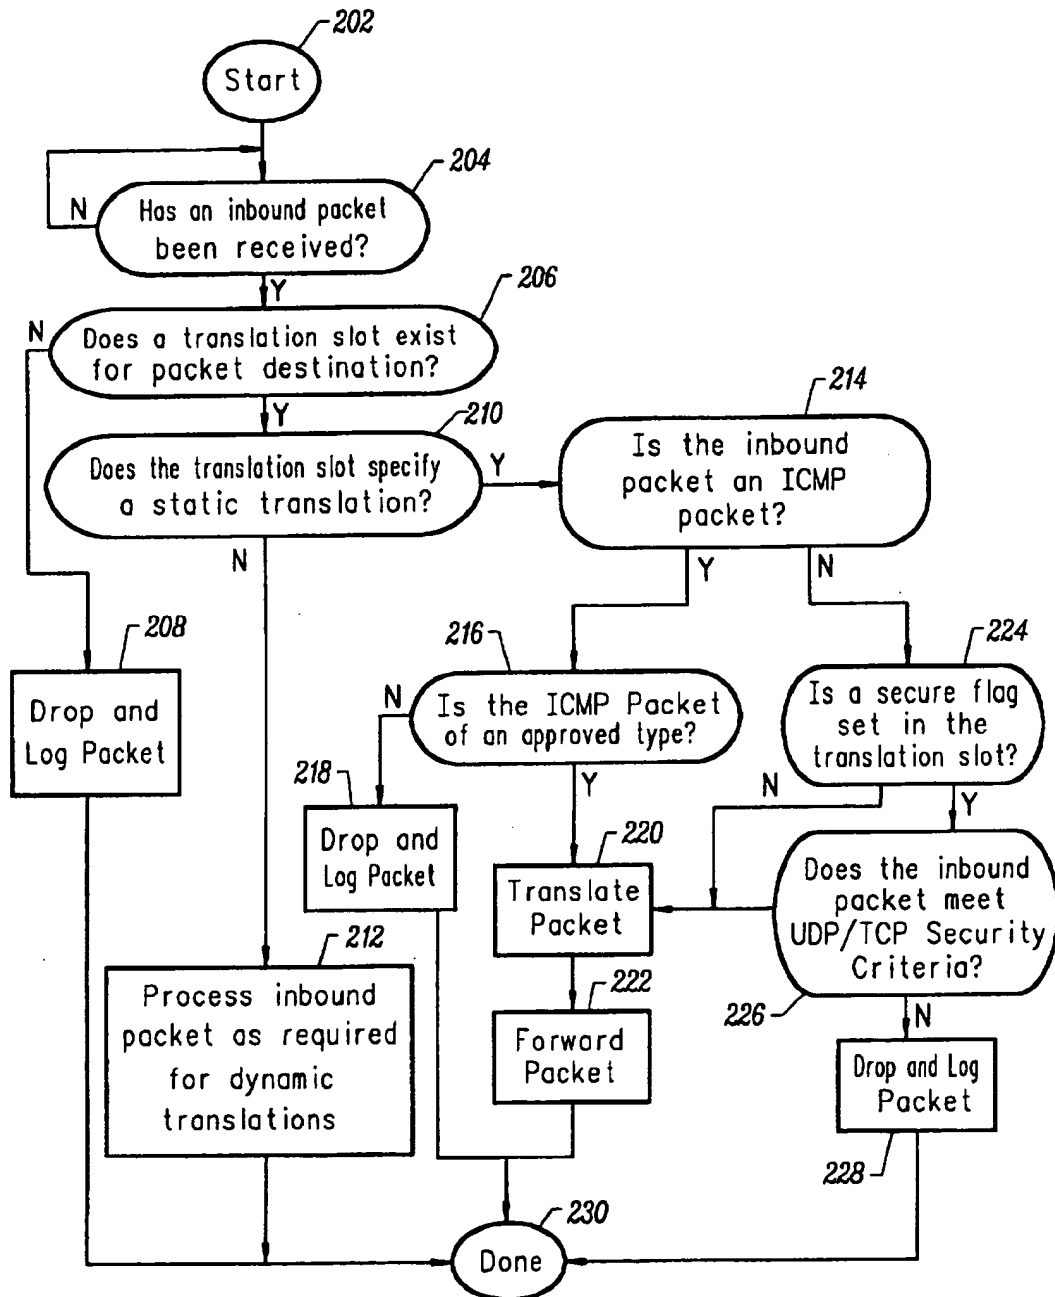 202
Start
204
N
Has an inbound packet
been received?
Y
206
N
Does a translation slot exist
for packet destination?
Y
210
Does the translation slot specify
a static translation?
Y
N
214
Is the inbound
packet an ICMP
packet?
Y
N
208
Drop and
Log Packet
216
N
Is the ICMP Packet
of an approved type?
Y
224
Is a secure flag
set in the
translation slot?
N
Y
218
Drop and
Log Packet
220
Translate
Packet
Does the inbound
packet meet
UDP/TCP Security
Criteria?
226
N
212
Process inbound
packet as required
for dynamic
translations
222
Forward
Packet
Drop and Log
Packet
228
230
Done